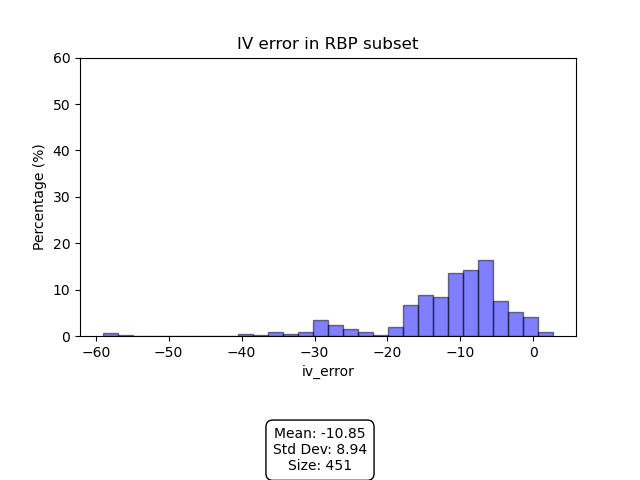 IV error in RBP subset
60
50
40
30
20
10
0
Percentage (%)
−60 −50 −40 −30 −20 −10 0
iv_error
Mean: -10.85
Std Dev: 8.94
Size: 451